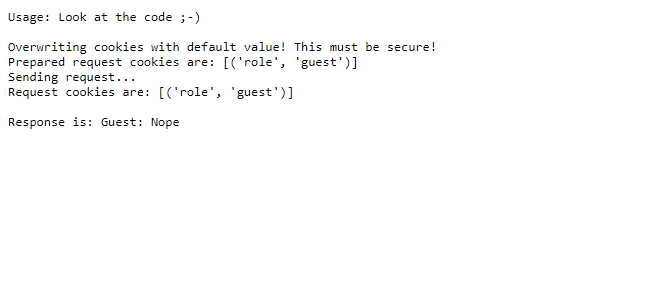 Usage: Look at the code ;-)
Overwriting cookies with default value! This must be secure!
Prepared request cookies are: [('role', 'guest')]
Sending request...
Request cookies are: [('role', 'guest')]
Response is: Guest: Nope